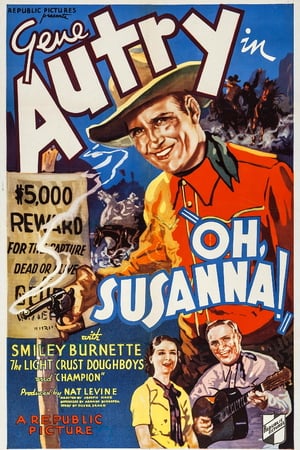 REPUBLIC PICTURES
presents
Gene
AUTRY
in
$5,000
REWARD
FOR THE CAPTURE
DEAD OR ALIVE
"OH,
SUSANNA!"
with
SMILEY BURNETTE
The LIGHT CRUST DOUGHBOYS
and "CHAMPION"
Produced by NAT LEVINE
A REPUBLIC
PICTURE